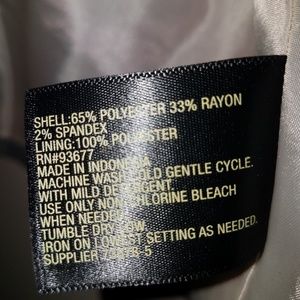 SHELL:65% POLYESTER 33% RAYON
2% SPANDEX
LINING:100% POLYESTER
RN#93677
MADE IN INDONESIA
MACHINE WASH COLD GENTLE CYCLE.
WITH MILD DETERGENT.
USE ONLY NON-CHLORINE BLEACH
WHEN NEEDED.
TUMBLE DRY LOW.
IRON ON LOWEST SETTING AS NEEDED.
SUPPLIER